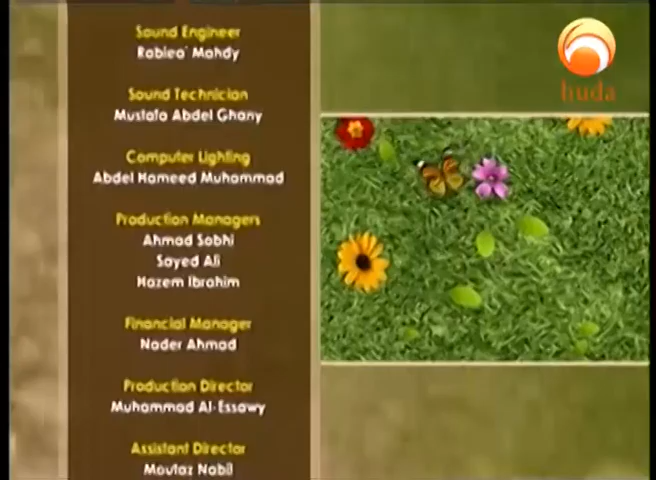 Sound Engineer
Rabiea' Mahdy
Sound Technician
Mustafa Abdel Ghany
Computer Lighting
Abdel Hameed Muhammad
Production Managers
Ahmad Sobhi
Sayed Ali
Hazem Ibrahim
Financial Manager
Nader Ahmad
Production Director
Muhammad Al-Essawy
Assistant Director
Moutaz Nabil
huda